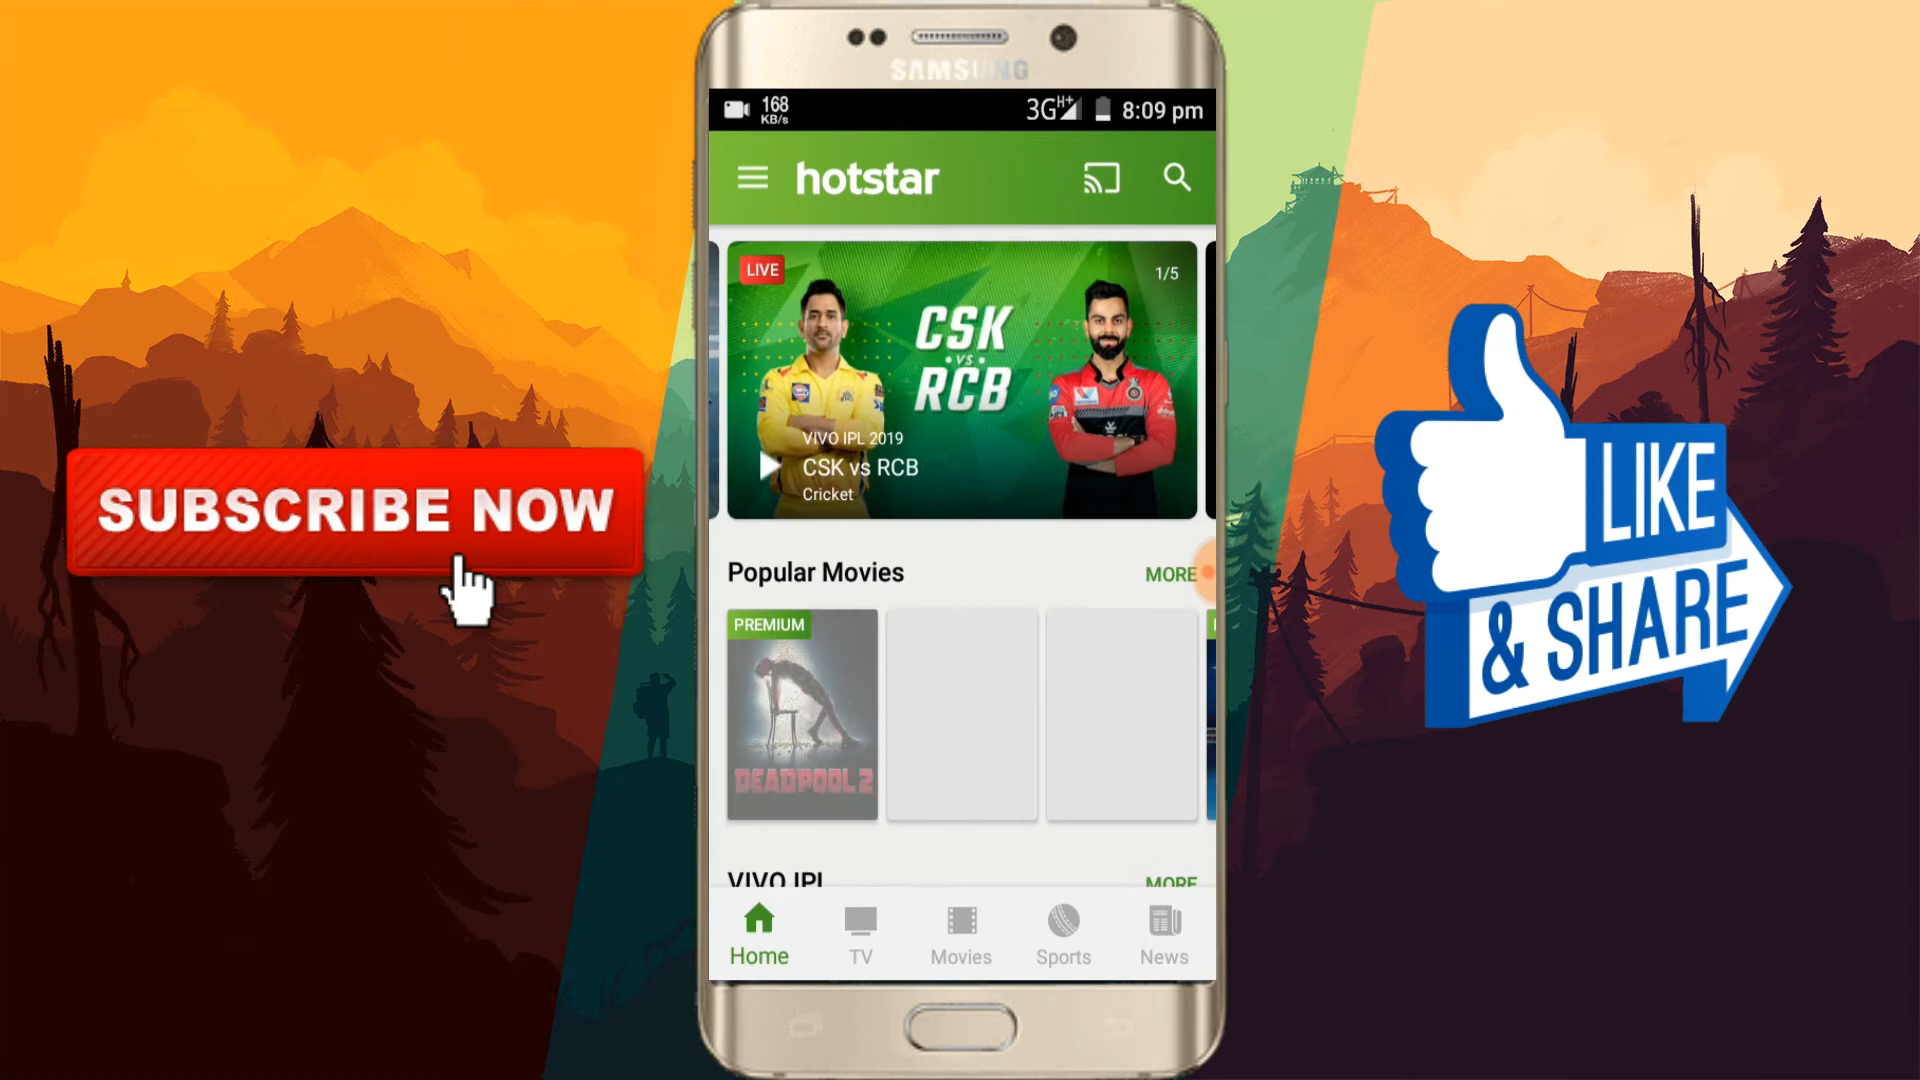 SAMSUNG
168
KB/s
3G H+ 8:09 pm
hotstar
LIVE
1/5
CSK
VS
RCB
VIVO IPL 2019
CSK vs RCB
Cricket
Popular Movies MORE
PREMIUM
DEADPOOL 2
VIVO IPL MORE
Home TV Movies Sports News
SUBSCRIBE NOW
LIKE
& SHARE